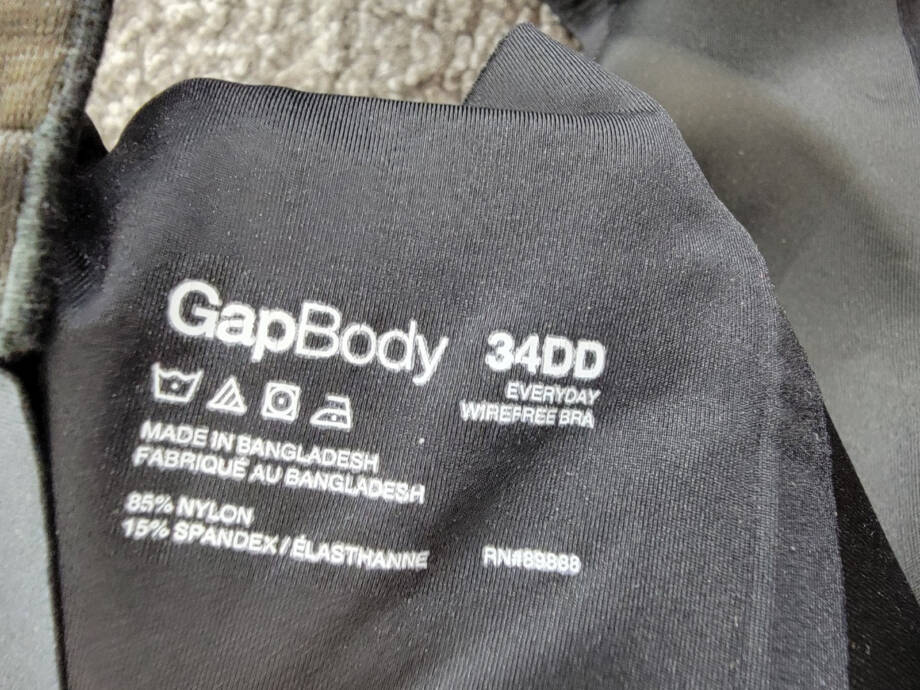 GapBody
34DD
EVERYDAY
WIREFREE BRA
MADE IN BANGLADESH
FABRIQUÉ AU BANGLADESH
85% NYLON
15% SPANDEX / ÉLASTHANNE
RN#89888